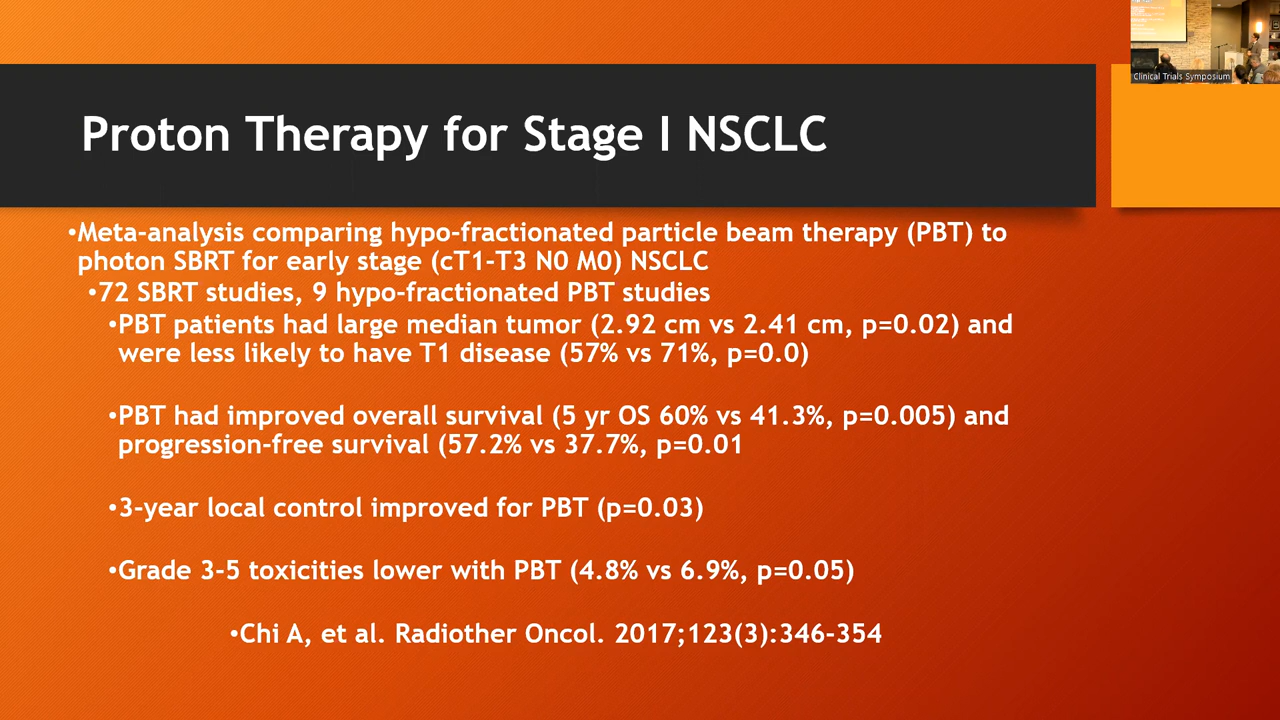 Clinical Trials Symposium
Proton Therapy for Stage I NSCLC
•Meta-analysis comparing hypo-fractionated particle beam therapy (PBT) to
photon SBRT for early stage (cT1-T3 N0 M0) NSCLC
•72 SBRT studies, 9 hypo-fractionated PBT studies
•PBT patients had large median tumor (2.92 cm vs 2.41 cm, p=0.02) and
were less likely to have T1 disease (57% vs 71%, p=0.0)
•PBT had improved overall survival (5 yr OS 60% vs 41.3%, p=0.005) and
progression-free survival (57.2% vs 37.7%, p=0.01
•3-year local control improved for PBT (p=0.03)
•Grade 3-5 toxicities lower with PBT (4.8% vs 6.9%, p=0.05)
•Chi A, et al. Radiother Oncol. 2017;123(3):346-354